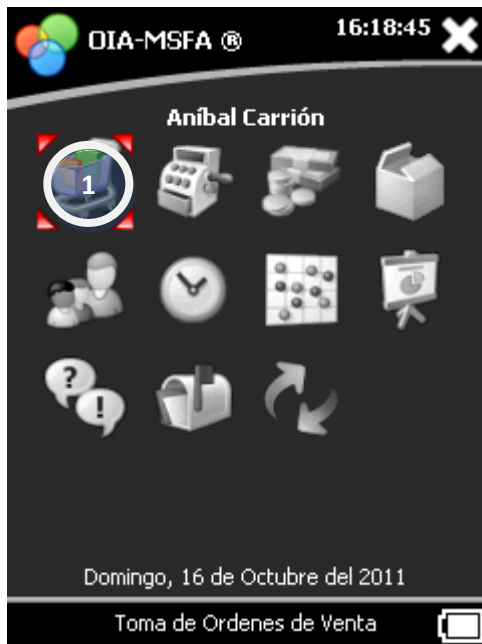 OIA-MSFA ®
16:18:45
Aníbal Carrión
1
? !
Domingo, 16 de Octubre del 2011
Toma de Ordenes de Venta